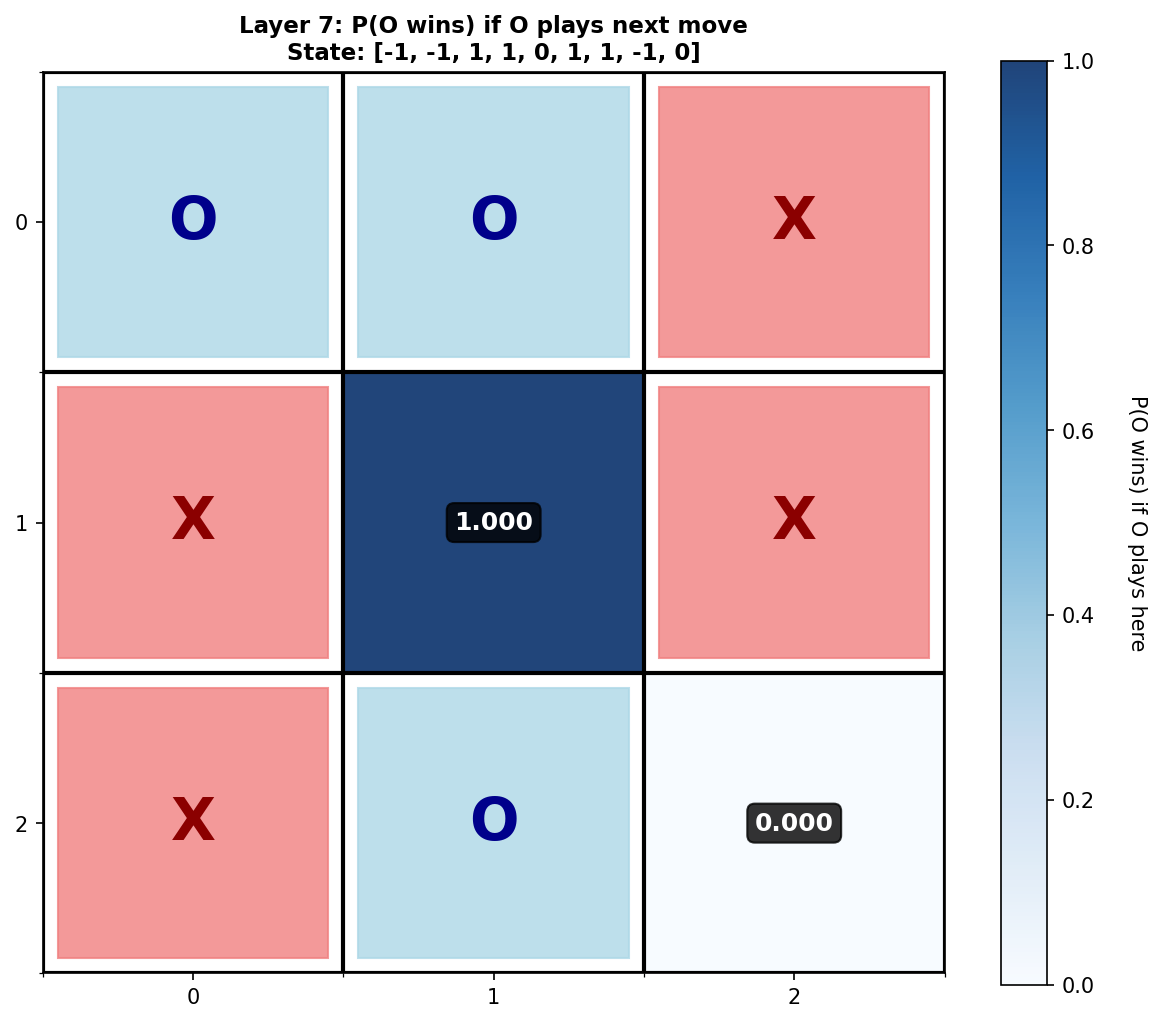 Layer 7: P(O wins) if O plays next move
State: [-1, -1, 1, 1, 0, 1, 1, -1, 0]
0
O
O
X
1
X
1.000
X
2
X
O
0.000
0
1
2
1.0
0.8
0.6
0.4
0.2
0.0
P(O wins) if O plays here